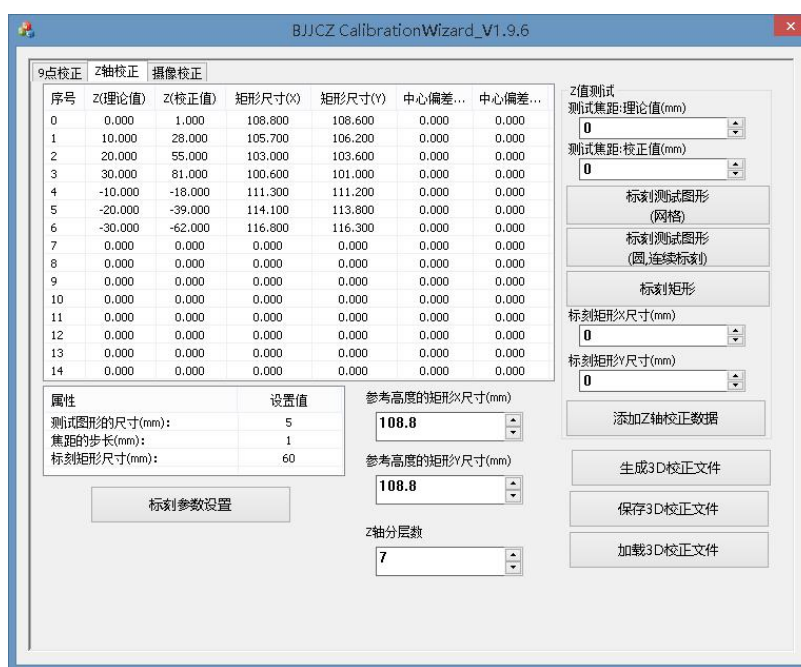 BJJCZ CalibrationWizard_V1.9.6
9点校正 Z轴校正 摄像校正
序号 Z(理论值) Z(校正值) 矩形尺寸(X) 矩形尺寸(Y) 中心偏差... 中心偏差...
0 0.000 1.000 108.800 108.600 0.000 0.000
1 10.000 28.000 105.700 106.200 0.000 0.000
2 20.000 55.000 103.000 103.600 0.000 0.000
3 30.000 81.000 100.600 101.000 0.000 0.000
4 -10.000 -18.000 111.300 111.200 0.000 0.000
5 -20.000 -39.000 114.100 113.800 0.000 0.000
6 -30.000 -62.000 116.800 116.300 0.000 0.000
7 0.000 0.000 0.000 0.000 0.000 0.000
8 0.000 0.000 0.000 0.000 0.000 0.000
9 0.000 0.000 0.000 0.000 0.000 0.000
10 0.000 0.000 0.000 0.000 0.000 0.000
11 0.000 0.000 0.000 0.000 0.000 0.000
12 0.000 0.000 0.000 0.000 0.000 0.000
13 0.000 0.000 0.000 0.000 0.000 0.000
14 0.000 0.000 0.000 0.000 0.000 0.000
属性 设置值
测试图形的尺寸(mm): 5
焦距的步长(mm): 1
标刻矩形尺寸(mm): 60
标刻参数设置
参考高度的矩形X尺寸(mm)
108.8
参考高度的矩形Y尺寸(mm)
108.8
Z轴分层数
7
Z值测试
测试焦距:理论值(mm)
0
测试焦距:校正值(mm)
0
标刻测试图形
(网格)
标刻测试图形
(圆,连续标刻)
标刻矩形
标刻矩形X尺寸(mm)
0
标刻矩形Y尺寸(mm)
0
添加Z轴校正数据
生成3D校正文件
保存3D校正文件
加载3D校正文件